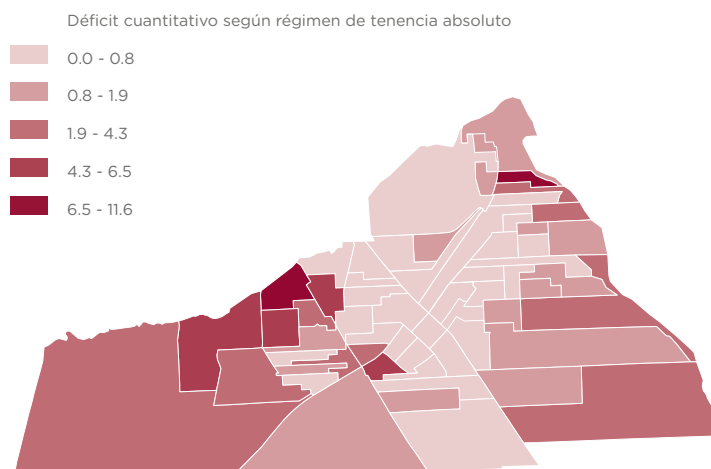 Déficit cuantitativo según régimen de tenencia absoluto
0.0 - 0.8
0.8 - 1.9
1.9 - 4.3
4.3 - 6.5
6.5 - 11.6